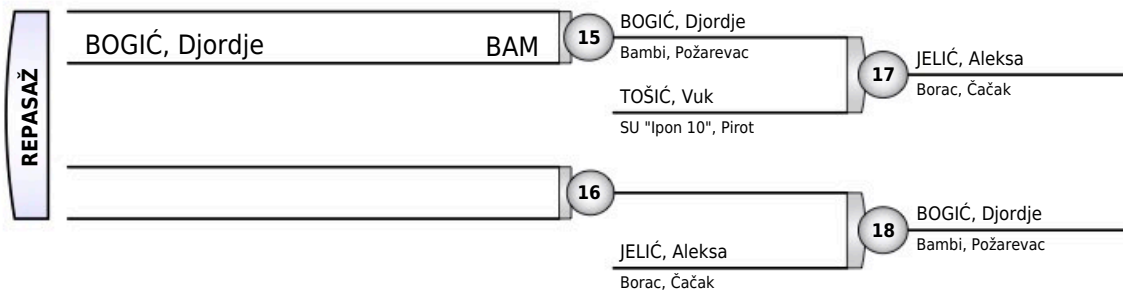 REPASAŽ
BOGIĆ, Djordje BAM
15
BOGIĆ, Djordje
Bambi, Požarevac
TOŠIĆ, Vuk
SU "Ipon 10", Pirot
17
JELIĆ, Aleksa
Borac, Čačak
16
JELIĆ, Aleksa
Borac, Čačak
18
BOGIĆ, Djordje
Bambi, Požarevac